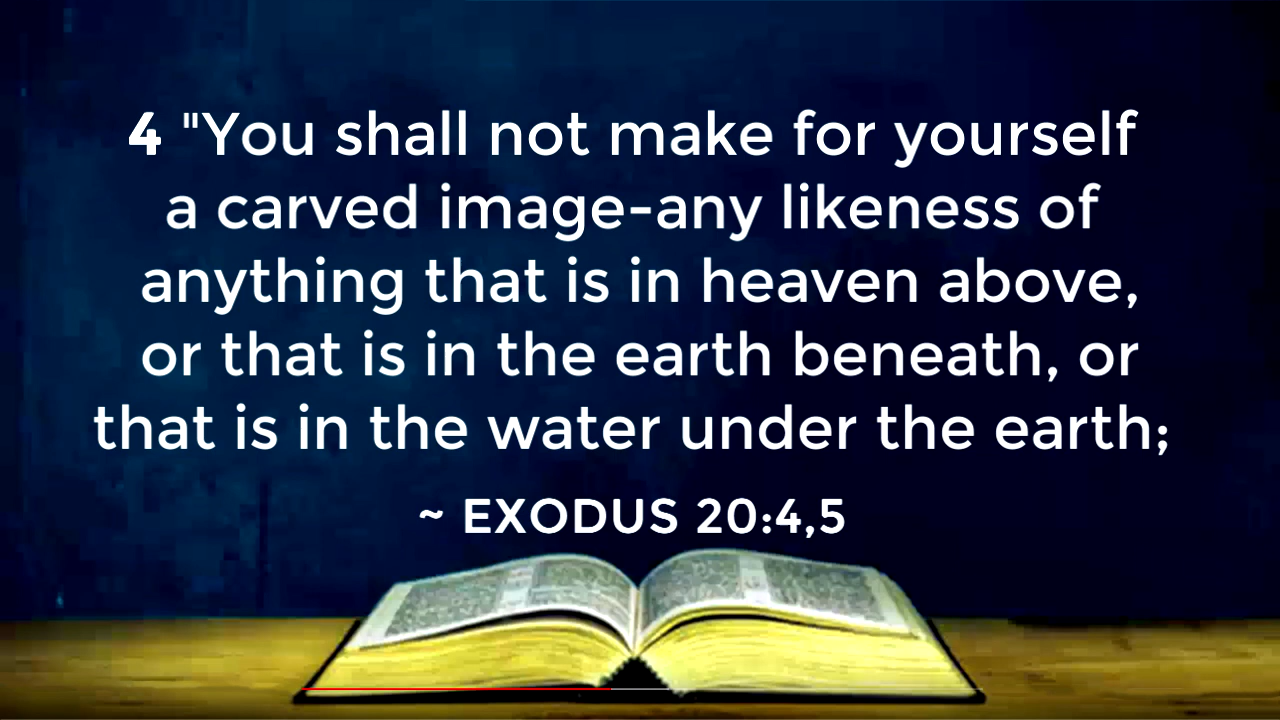 4 "You shall not make for yourself
a carved image-any likeness of
anything that is in heaven above,
or that is in the earth beneath, or
that is in the water under the earth;
~ EXODUS 20:4,5